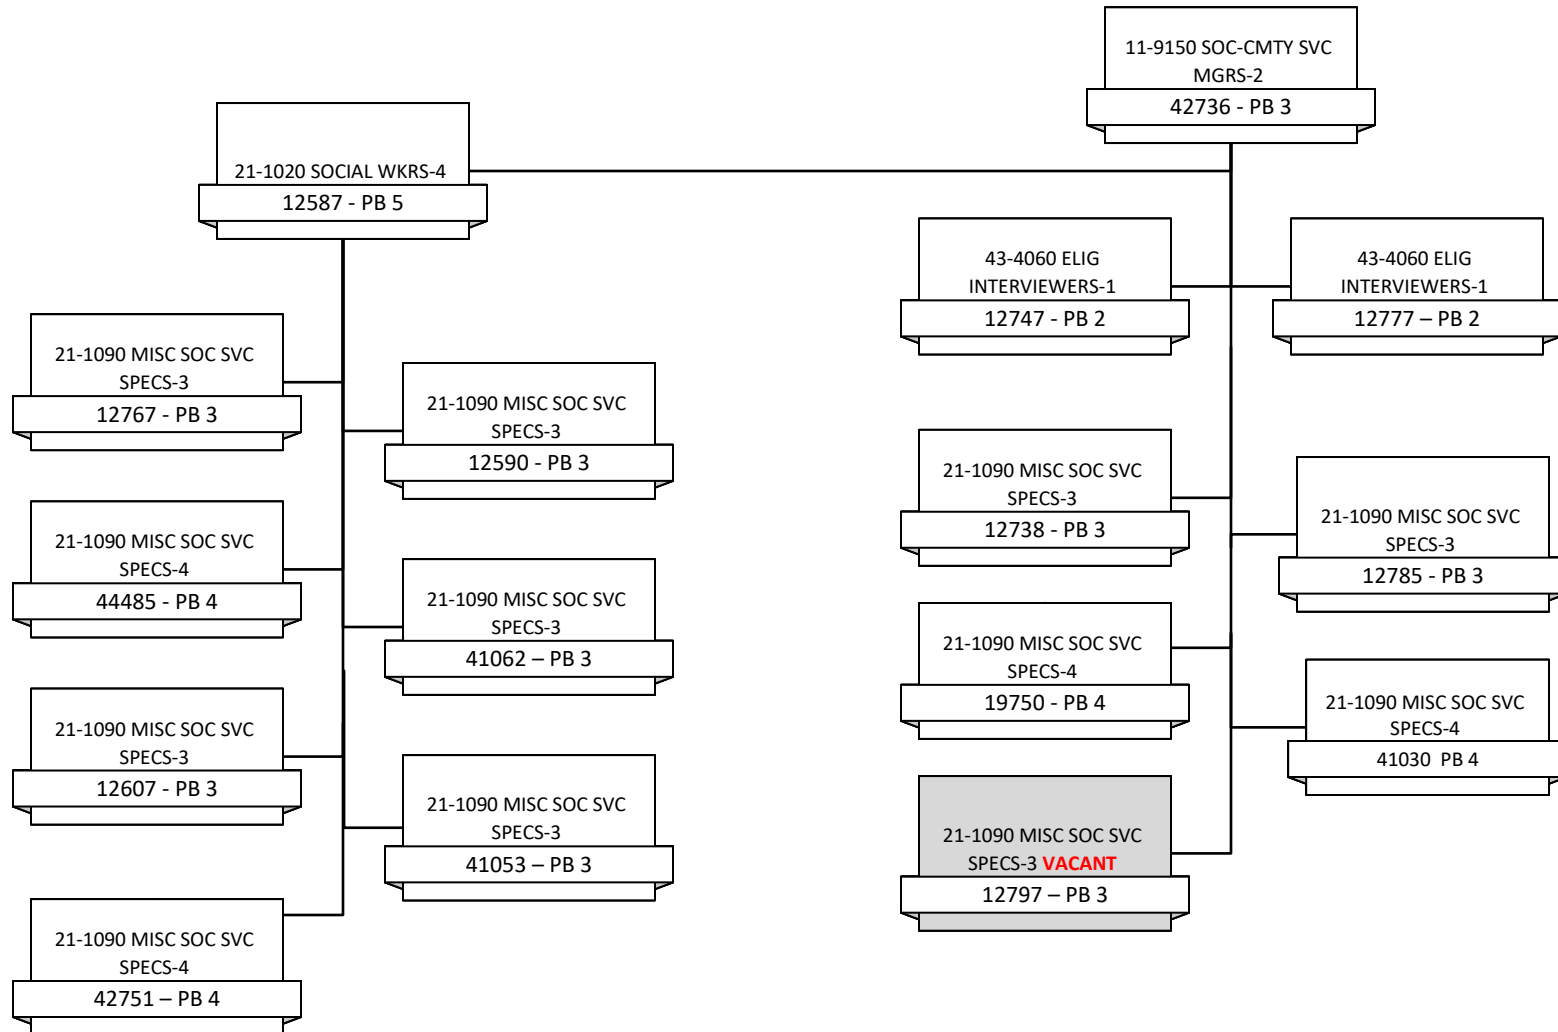 11-9150 SOC-CMTY SVC
MGRS-2
42736 - PB 3
21-1020 SOCIAL WKRS-4
12587 - PB 5
43-4060 ELIG
INTERVIEWERS-1
12747 - PB 2
43-4060 ELIG
INTERVIEWERS-1
12777 – PB 2
21-1090 MISC SOC SVC
SPECS-3
12767 - PB 3
21-1090 MISC SOC SVC
SPECS-3
12590 - PB 3
21-1090 MISC SOC SVC
SPECS-3
12738 - PB 3
21-1090 MISC SOC SVC
SPECS-3
12785 - PB 3
21-1090 MISC SOC SVC
SPECS-4
44485 - PB 4
21-1090 MISC SOC SVC
SPECS-3
41062 – PB 3
21-1090 MISC SOC SVC
SPECS-4
19750 - PB 4
21-1090 MISC SOC SVC
SPECS-4
41030 PB 4
21-1090 MISC SOC SVC
SPECS-3
12607 - PB 3
21-1090 MISC SOC SVC
SPECS-3
41053 – PB 3
21-1090 MISC SOC SVC
SPECS-3 VACANT
12797 – PB 3
21-1090 MISC SOC SVC
SPECS-4
42751 – PB 4